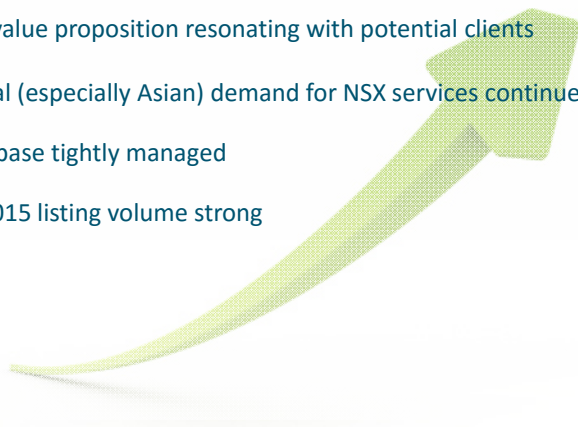 value proposition resonating with potential clients
al (especially Asian) demand for NSX services continue
base tightly managed
015 listing volume strong